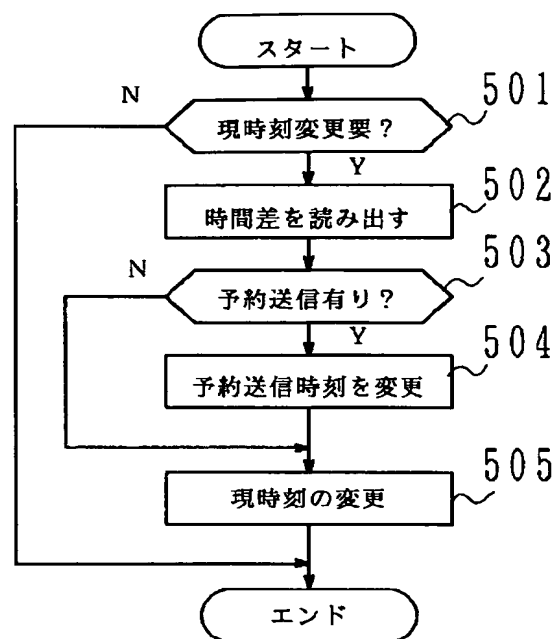 スタート
N
501
現時刻変更要?
Y
502
時間差を読み出す
503
N
予約送信有り?
Y
504
予約送信時刻を変更
505
現時刻の変更
エンド